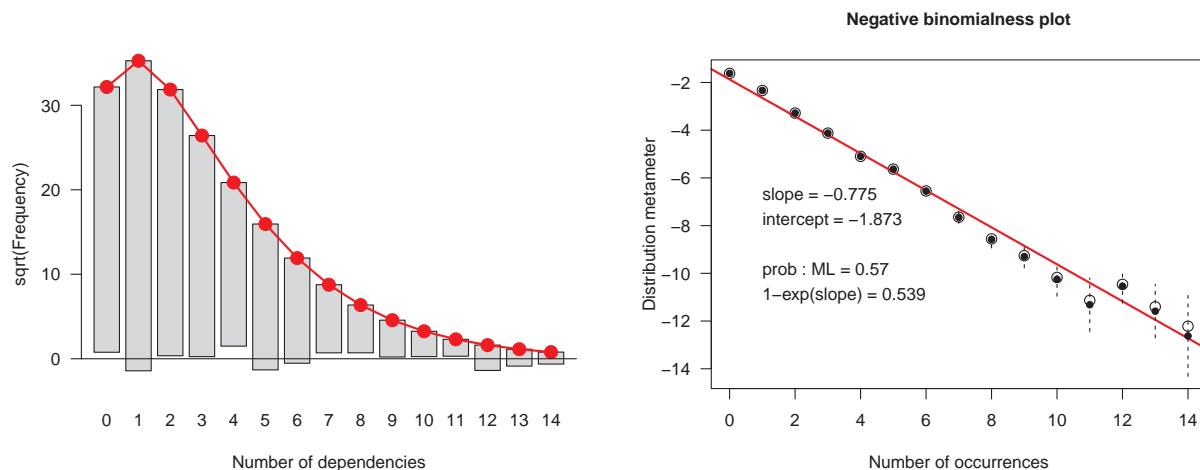 sqrt(Frequency)
30
20
10
0
0 1 2 3 4 5 6 7 8 9 10 11 12 13 14
Number of dependencies
Negative binomialness plot
Distribution metameter
−2
−4
−6
−8
−10
−12
−14
slope = −0.775
intercept = −1.873
prob : ML = 0.57
1−exp(slope) = 0.539
0 2 4 6 8 10 12 14
Number of occurrences